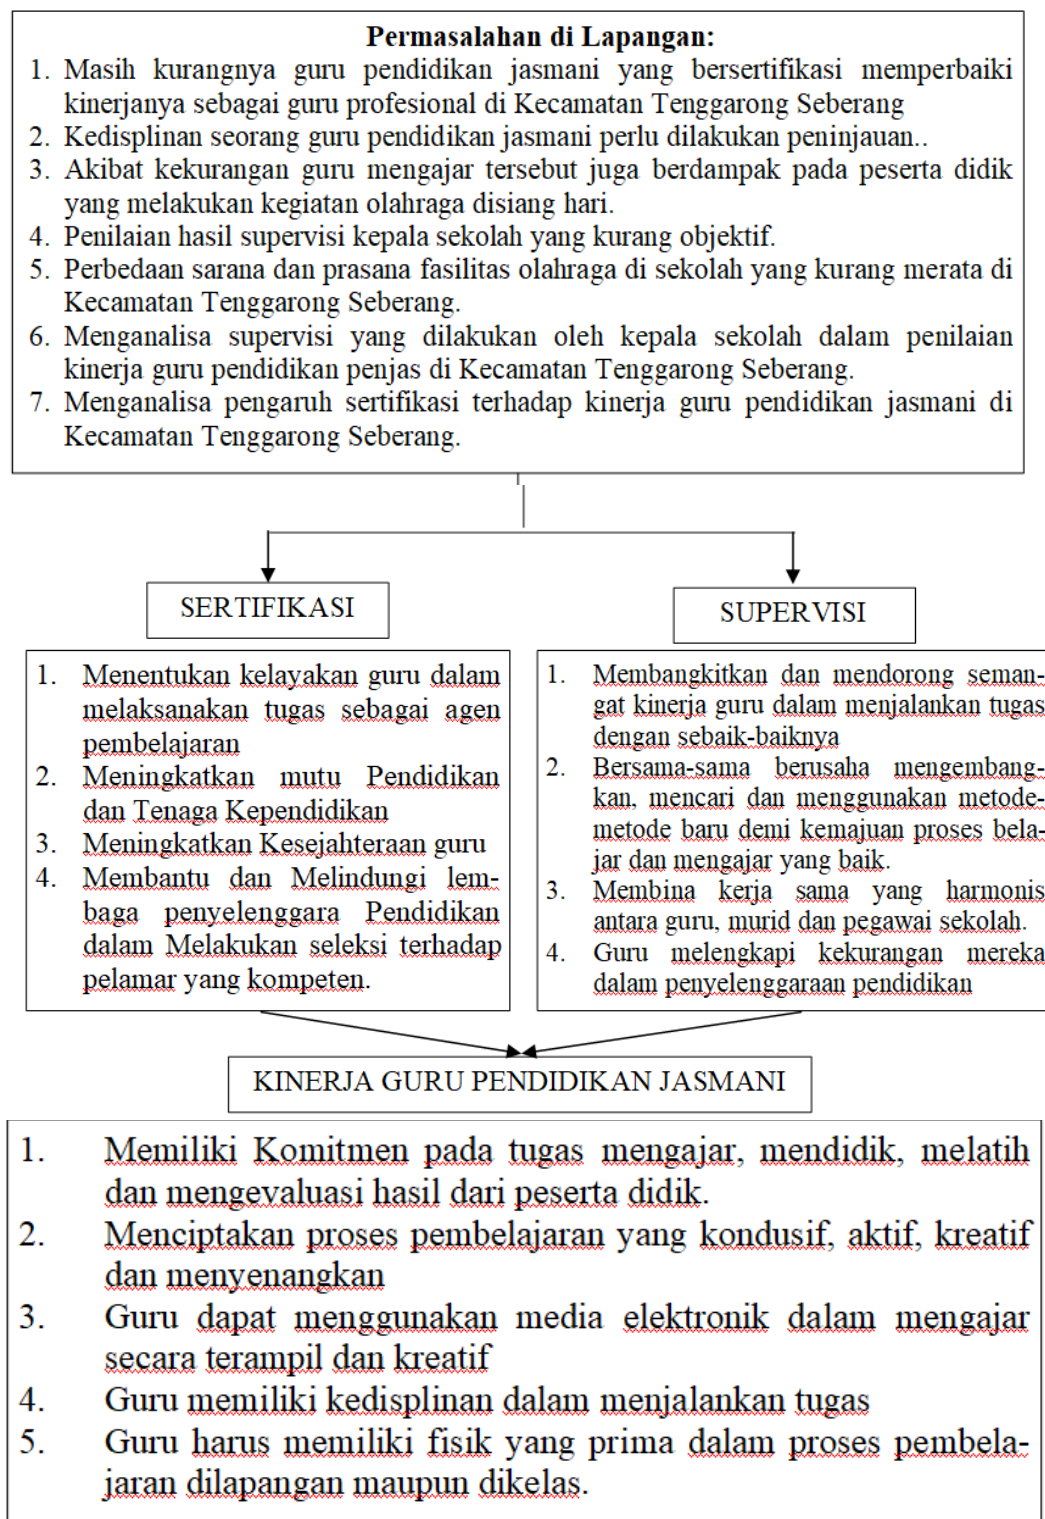 Permasalahan di Lapangan:
1. Masih kurangnya guru pendidikan jasmani yang bersertifikasi memperbaiki
kinerjanya sebagai guru profesional di Kecamatan Tenggarong Seberang
2. Kedisplinan seorang guru pendidikan jasmani perlu dilakukan peninjauan..
3. Akibat kekurangan guru mengajar tersebut juga berdampak pada peserta didik
yang melakukan kegiatan olahraga disiang hari.
4. Penilaian hasil supervisi kepala sekolah yang kurang objektif.
5. Perbedaan sarana dan prasana fasilitas olahraga di sekolah yang kurang merata di
Kecamatan Tenggarong Seberang.
6. Menganalisa supervisi yang dilakukan oleh kepala sekolah dalam penilaian
kinerja guru pendidikan penjas di Kecamatan Tenggarong Seberang.
7. Menganalisa pengaruh sertifikasi terhadap kinerja guru pendidikan jasmani di
Kecamatan Tenggarong Seberang.
SERTIFIKASI
1. Menentukan kelayakan guru dalam
melaksanakan tugas sebagai agen
pembelajaran
2. Meningkatkan mutu Pendidikan
dan Tenaga Kependidikan
3. Meningkatkan Kesejahteraan guru
4. Membantu dan Melindungi lem-
baga penyelenggara Pendidikan
dalam Melakukan seleksi terhadap
pelamar yang kompeten.
SUPERVISI
1. Membangkitkan dan mendorong seman-
gat kinerja guru dalam menjalankan tugas
dengan sebaik-baiknya
2. Bersama-sama berusaha mengembang-
kan, mencari dan menggunakan metode-
metode baru demi kemajuan proses bela-
jar dan mengajar yang baik.
3. Membina kerja sama yang harmonis
antara guru, murid dan pegawai sekolah.
4. Guru melengkapi kekurangan mereka
dalam penyelenggaraan pendidikan
KINERJA GURU PENDIDIKAN JASMANI
1. Memiliki Komitmen pada tugas mengajar, mendidik, melatih
dan mengevaluasi hasil dari peserta didik.
2. Menciptakan proses pembelajaran yang kondusif, aktif, kreatif
dan menyenangkan
3. Guru dapat menggunakan media elektronik dalam mengajar
secara terampil dan kreatif
4. Guru memiliki kedisplinan dalam menjalankan tugas
5. Guru harus memiliki fisik yang prima dalam proses pembela-
jaran dilapangan maupun dikelas.